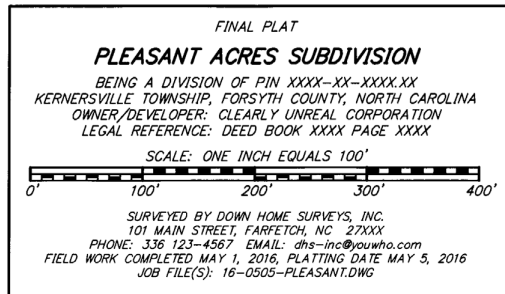 FINAL PLAT
PLEASANT ACRES SUBDIVISION
BEING A DIVISION OF PIN XXXX-XX-XXXX.XX
KERNERSVILLE TOWNSHIP, FORSYTH COUNTY, NORTH CAROLINA
OWNER/DEVELOPER: CLEARLY UNREAL CORPORATION
LEGAL REFERENCE: DEED BOOK XXXX PAGE XXXX
SCALE: ONE INCH EQUALS 100'
0' 100' 200' 300' 400'
SURVEYED BY DOWN HOME SURVEYS, INC.
101 MAIN STREET, FARFETCH, NC 27XXX
PHONE: 336 123-4567 EMAIL: dhs-inc@youwho.com
FIELD WORK COMPLETED MAY 1, 2016, PLATTING DATE MAY 5, 2016
JOB FILE(S): 16-0505-PLEASANT.DWG